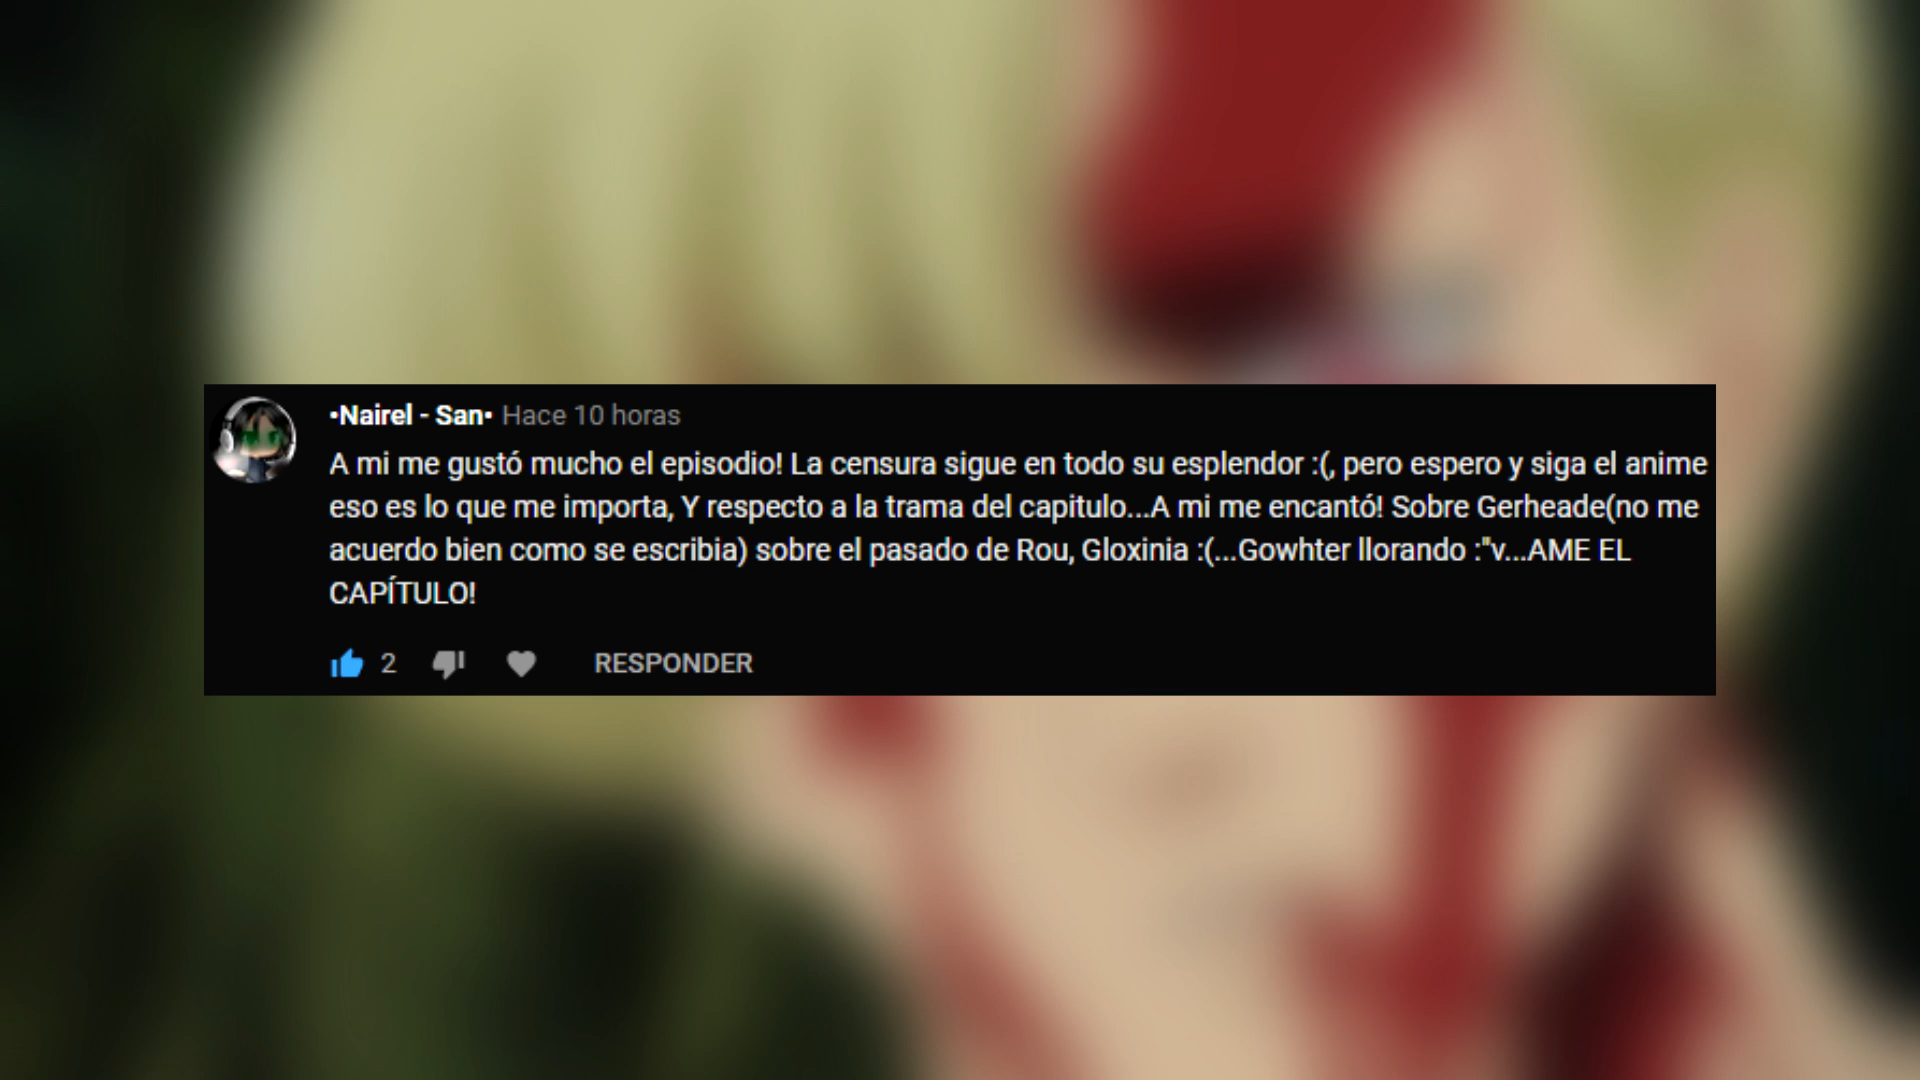 •Nairel - San• Hace 10 horas
A mi me gustó mucho el episodio! La censura sigue en todo su esplendor :(, pero espero y siga el anime
eso es lo que me importa, Y respecto a la trama del capitulo...A mi me encantó! Sobre Gerheade(no me
acuerdo bien como se escribia) sobre el pasado de Rou, Gloxinia :(...Gowhter llorando :"v...AME EL
CAPÍTULO!
2 RESPONDER